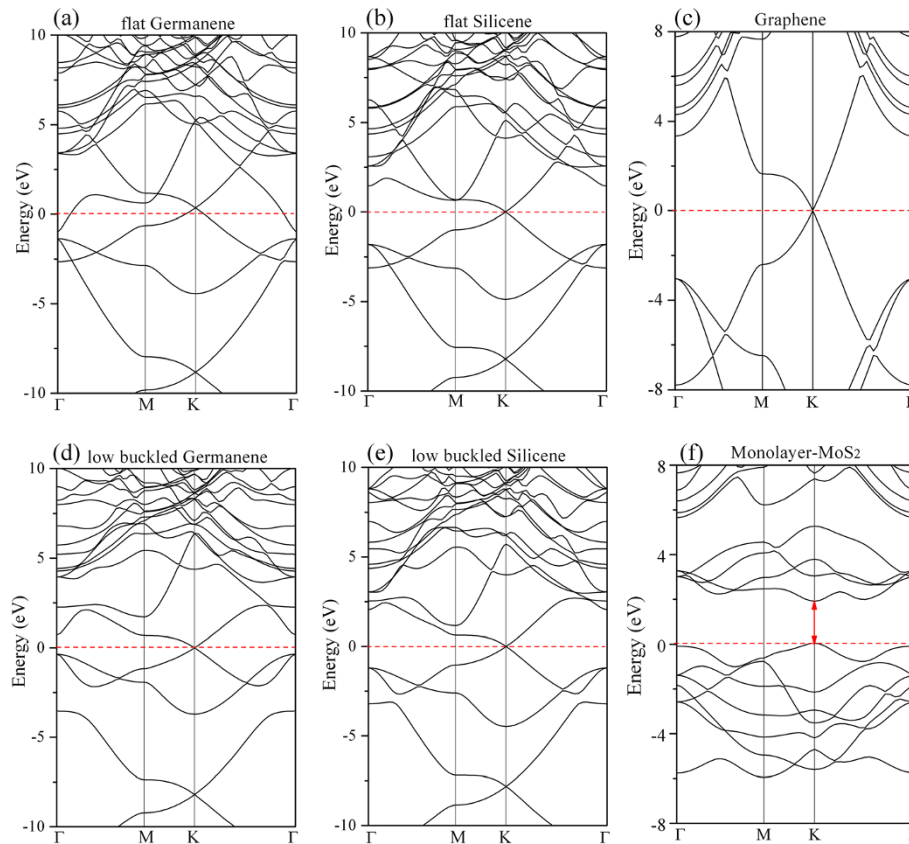 (a) flat Germanene
(b) flat Silicene
(c) Graphene
Energy (eV)
10
5
0
-5
-10
Γ M K Γ
Energy (eV)
10
5
0
-5
-10
Γ M K Γ
Energy (eV)
8
4
0
-4
-8
Γ M K
(d) low buckled Germanene
(e) low buckled Silicene
(f) Monolayer-MoS2
Energy (eV)
10
5
0
-5
-10
Γ M K Γ
Energy (eV)
10
5
0
-5
-10
Γ M K Γ
Energy (eV)
8
4
0
-4
-8
Γ M K